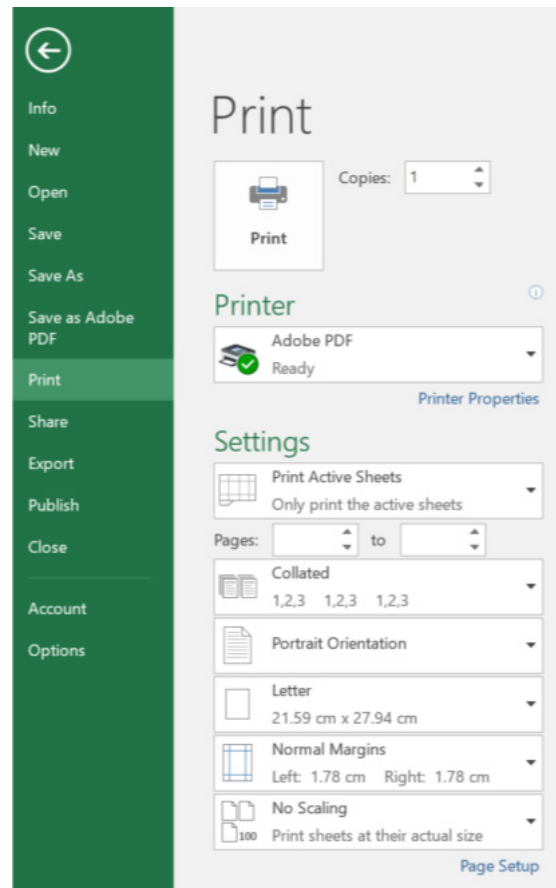 Info
New
Open
Save
Save As
Save as Adobe
PDF
Print
Share
Export
Publish
Close
Account
Options
Print
Copies: 1
Print
Printer
Adobe PDF
Ready
Printer Properties
Settings
Print Active Sheets
Only print the active sheets
Pages: to
Collated
1,2,3 1,2,3 1,2,3
Portrait Orientation
Letter
21.59 cm x 27.94 cm
Normal Margins
Left: 1.78 cm Right: 1.78 cm
No Scaling
100 Print sheets at their actual size
Page Setup